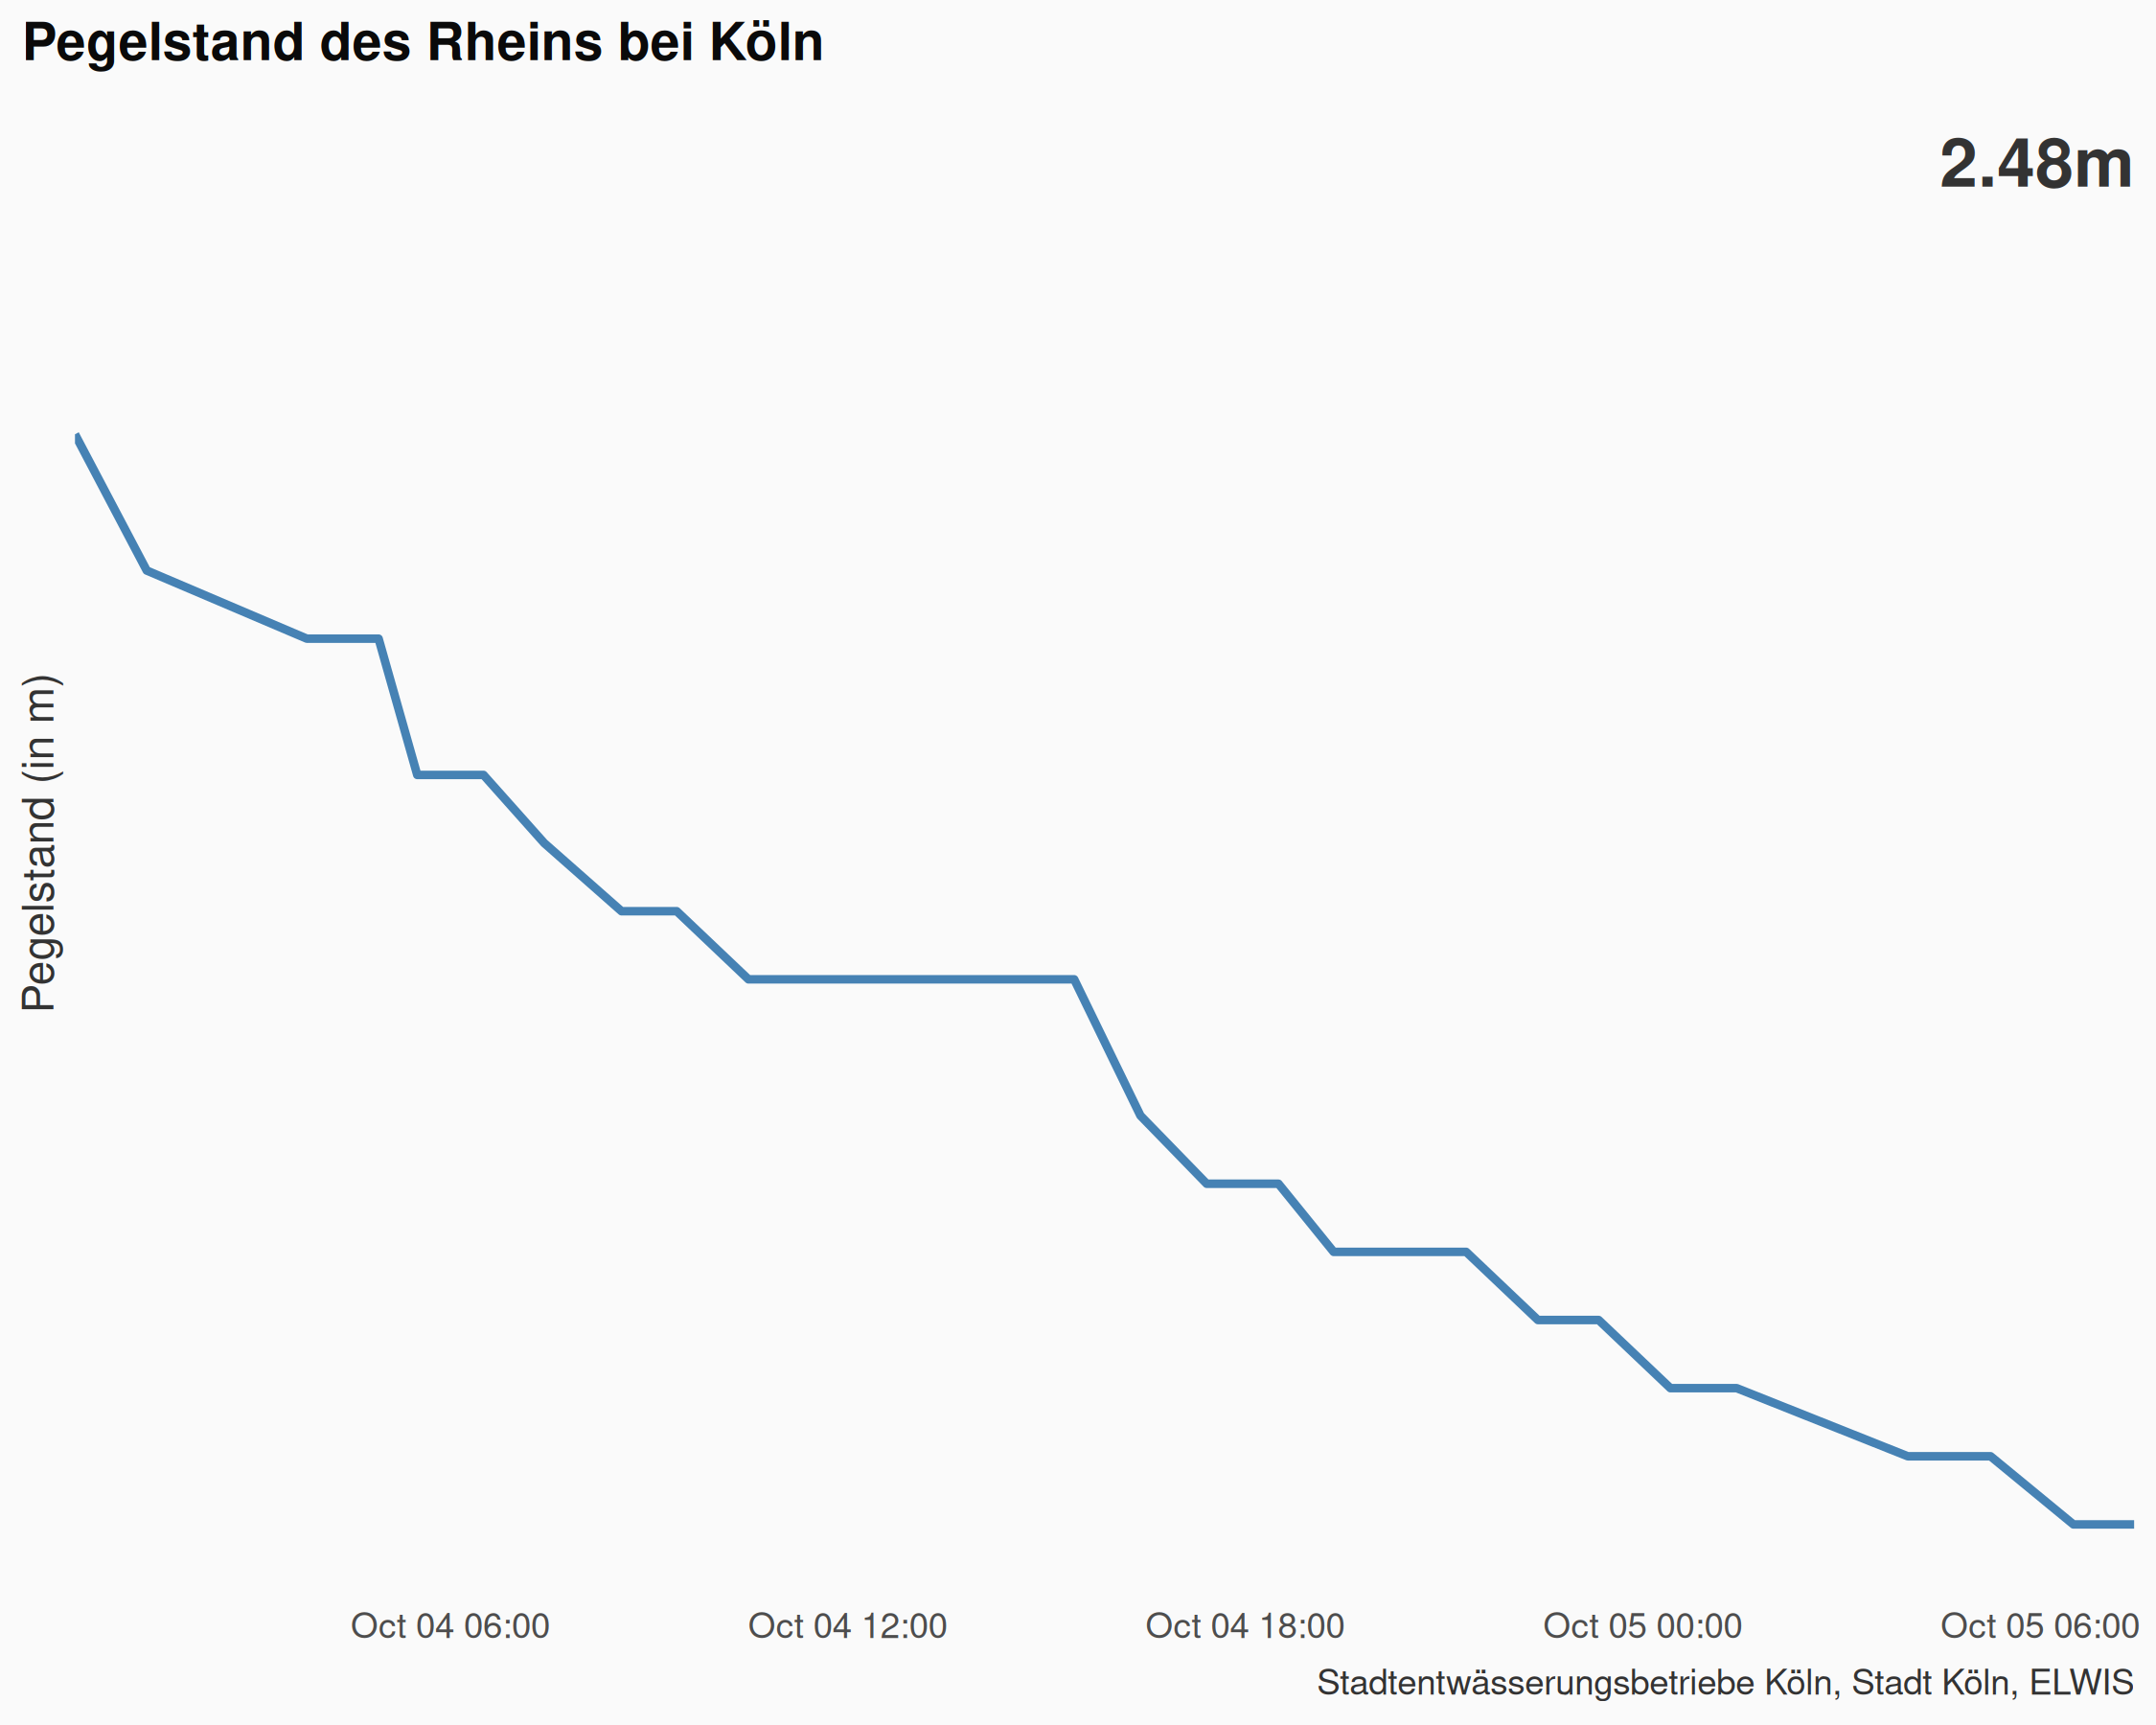 Pegelstand des Rheins bei Köln
2.48m
Pegelstand (in m)
Oct 04 06:00
Oct 04 12:00
Oct 04 18:00
Oct 05 00:00
Oct 05 06:00
Stadtentwässerungsbetriebe Köln, Stadt Köln, ELWIS